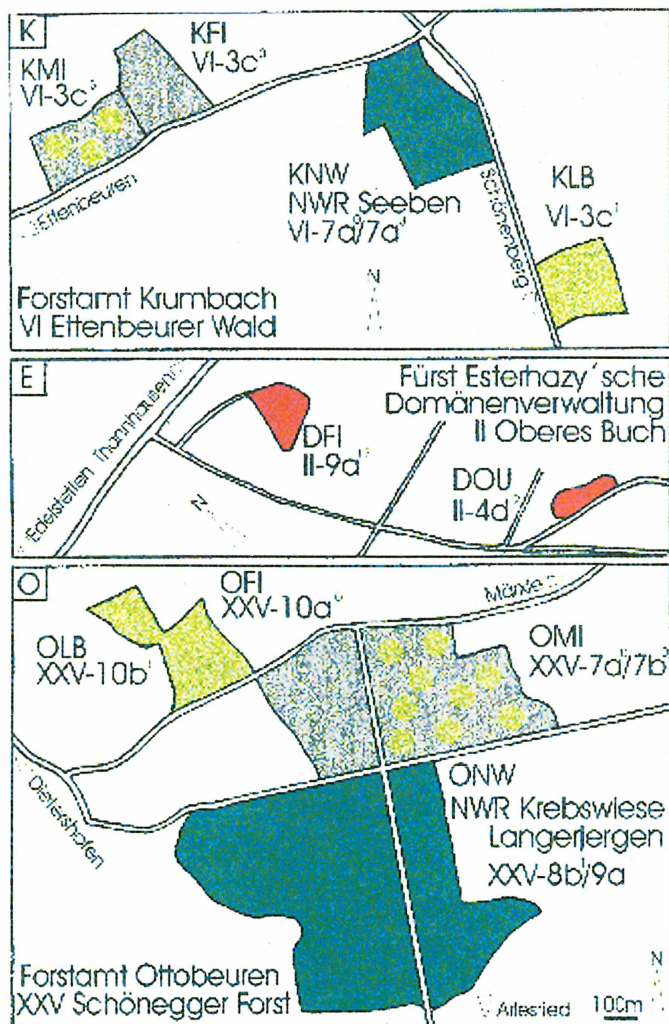 K
KFI
VI-3c
KMI
VI-3c
KNW
NWR Seeben
VI-7a/7a
KLB
VI-3c
Ettenbeuren
Schönenberg
N
Forstamt Krumbach
VI Ettenbeurer Wald
E
Fürst Esterhazy´sche
Domänenverwaltung
II Oberes Buch
Edelstetten Thannhausen
DFI
II-9a
DOU
II-4d
N
O
OFI
XXV-10a
OLB
XXV-10b
OMI
XXV-7a/7b
Dietershofen
ONW
NWR Krebswiese
Langerjergen
XXV-8b/9a
Forstamt Ottobeuren
XXV Schönegger Forst
N
100m